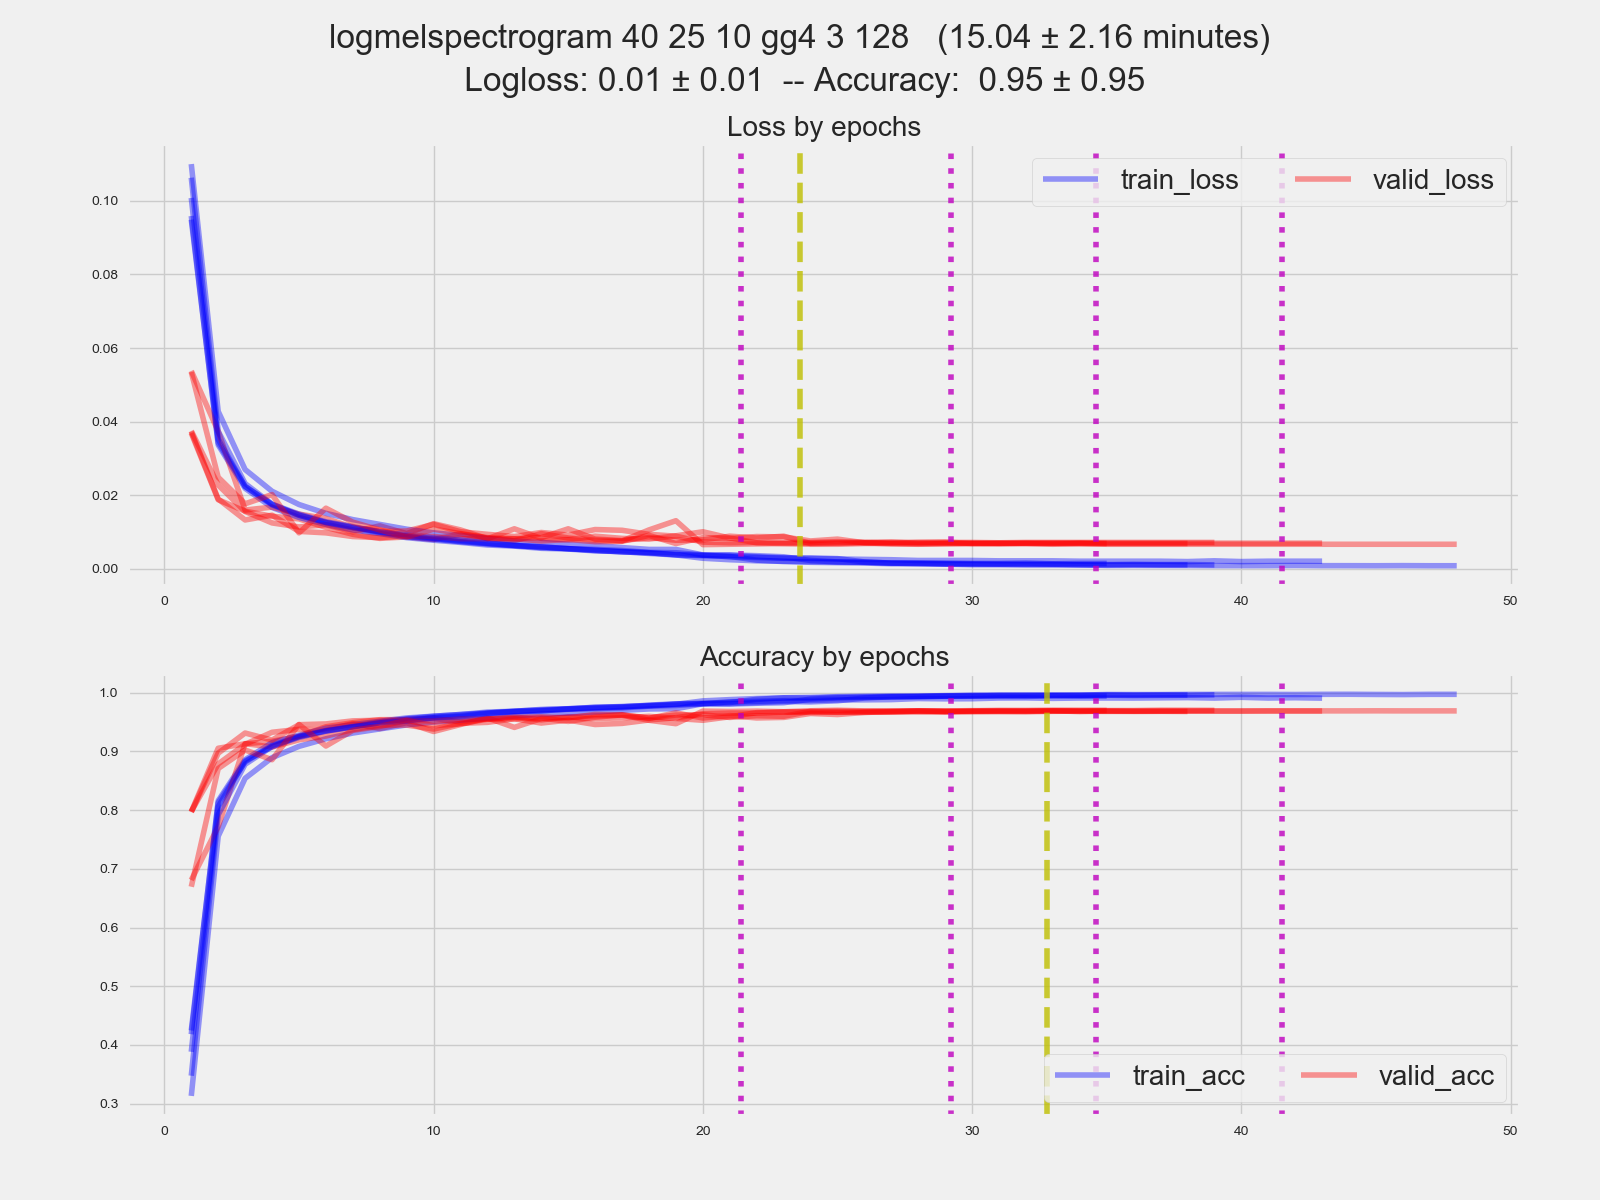 logmelspectrogram 40 25 10 gg4 3 128 (15.04 ± 2.16 minutes)
Logloss: 0.01 ± 0.01 -- Accuracy: 0.95 ± 0.95
Loss by epochs
train_loss valid_loss
0.10
0.08
0.06
0.04
0.02
0.00
0 10 20 30 40 50
Accuracy by epochs
1.0
0.9
0.8
0.7
0.6
0.5
0.4
0.3
train_acc valid_acc
0 10 20 30 40 50